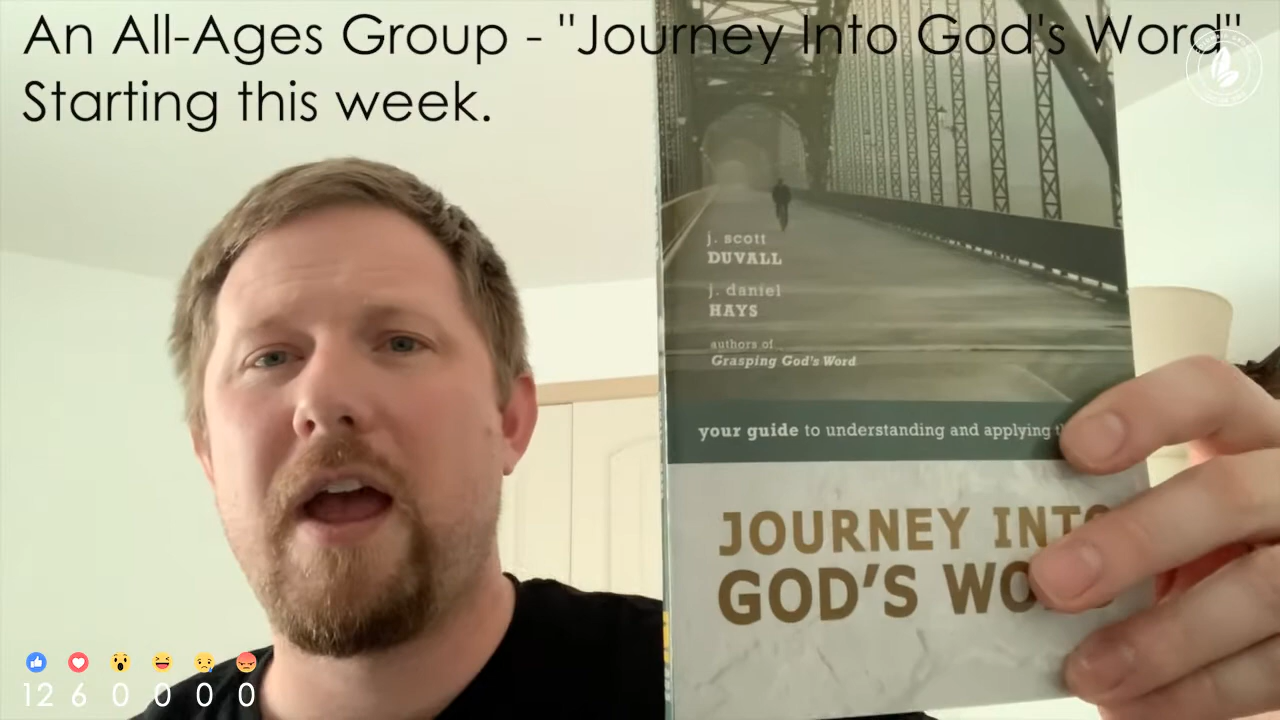 An All-Ages Group - "Journey Into God's Word"
Starting this week.
j. scott
DUVALL
j. daniel
HAYS
authors of
Grasping God's Word
your guide to understanding and applying
JOURNEY INTO
GOD'S WO
12 6 0 0 0 0